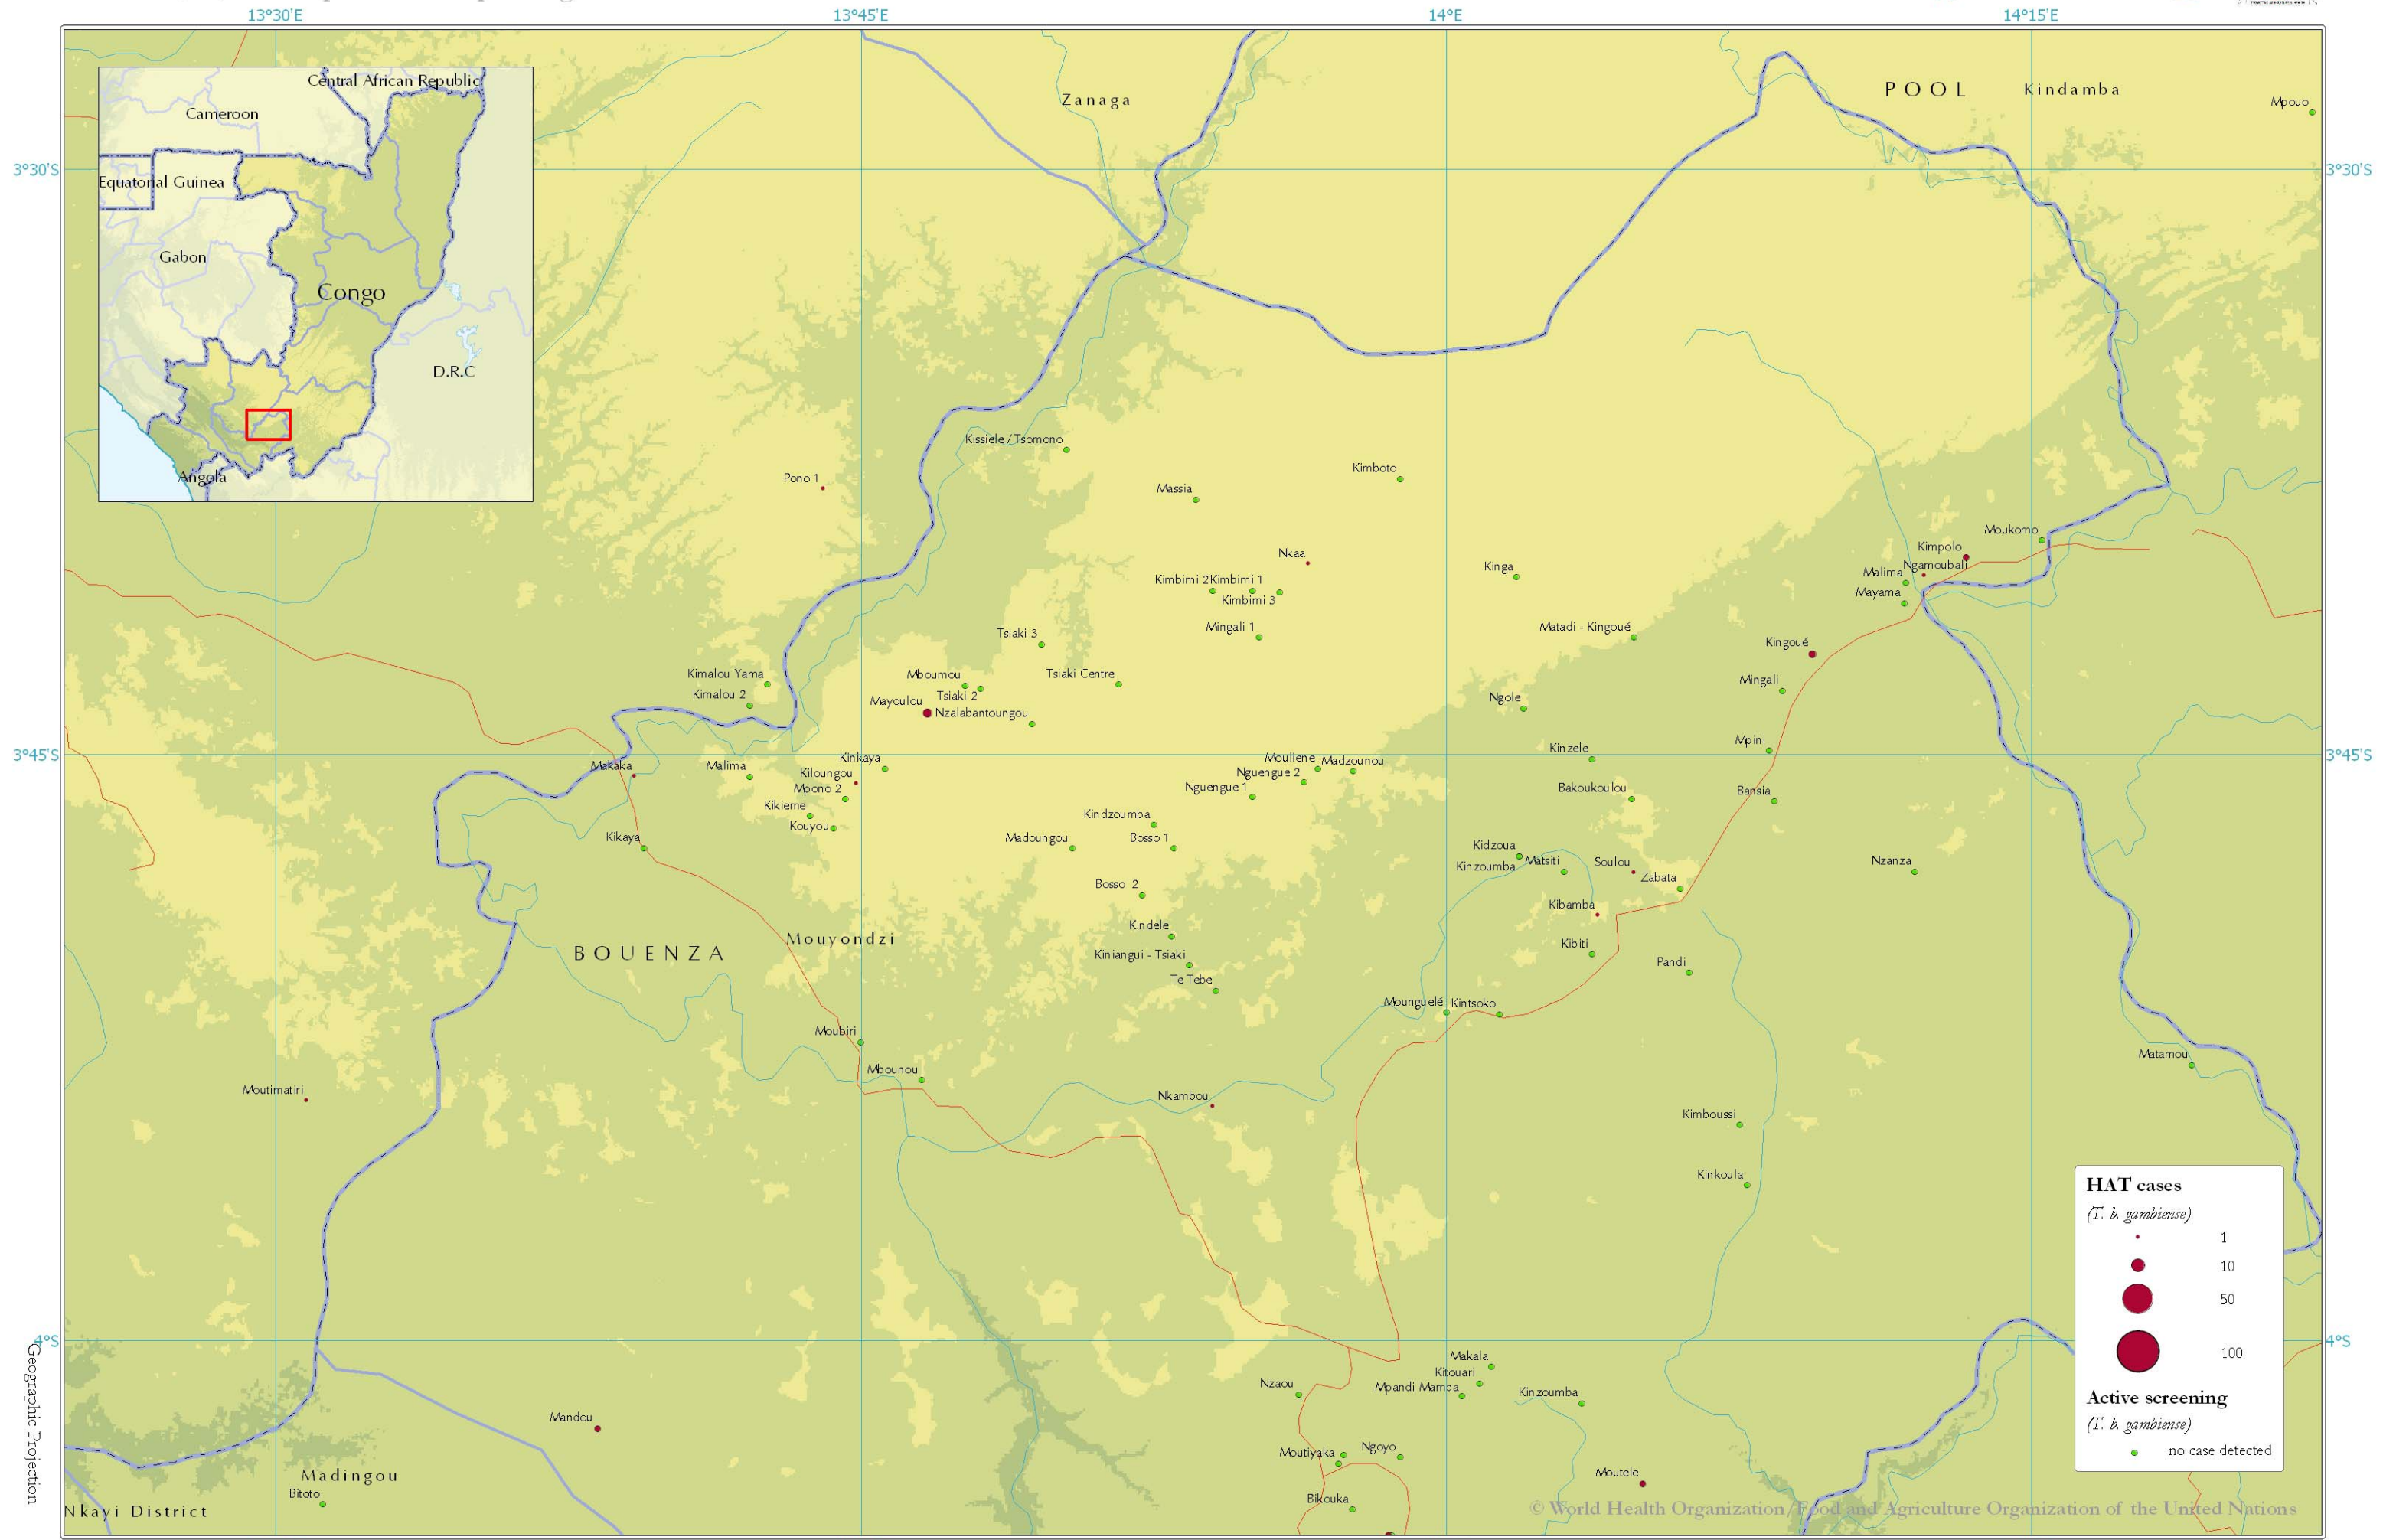 13°30'E
13°45'E
14°E
14°15'E
Central African Republic
Cameroon
Equatorial Guinea
Gabon
Congo
D.R.C
Angola
Zanaga
POOL
Kindamba
Mpouo
3°30'S
3°30'S
Kissiele / Tsomono
Pono 1
Kimboto
Massia
Moukomo
Kimpolo
Nkaa
Ngamoubali
Kinga
Malima
Kimbimi 2
Kimbimi 1
Mayama
Kimbimi 3
Mingali 1
Matadi - Kingoué
Tsiaki 3
Kingoué
Kimalou Yama
Mboumou
Tsiaki Centre
Mingali
Kimalou 2
Tsiaki 2
Mayoulou
Nzalabantoungou
Ngole
Mpini
Kinzele
3°45'S
3°45'S
Makaka
Malima
Kinkaya
Kiloungou
Mpono 2
Kikieme
Kouyou
Mouliene
Madzounou
Nguengue 2
Nguengue 1
Bakoukoulou
Bansia
Kindzoumba
Kikaya
Madoungou
Bosso 1
Kidzoua
Kinzoumba
Matsiti
Soulou
Nzanza
Zabata
Bosso 2
Kibamba
Kindele
Mouyondzi
BOUENZA
Kibiti
Kiniangui - Tsiaki
Pandi
Te Tebe
Mounguelé
Kintsoko
Moubiri
Matamou
Mbounou
Moutimatiri
Nkambou
Kimboussi
Kinkoula
HAT cases
(T. b. gambiense)
1
10
50
100
Active screening
(T. b. gambiense)
no case detected
4°S
4°S
Makala
Kitouari
Nzaou
Mpandi Mamba
Kinzoumba
Mandou
Moutiyaka
Ngoyo
Madingou
Moutele
Bitoto
Bikouka
Nkayi District
© World Health Organization/Food and Agriculture Organization of the United Nations
Geographic Projection